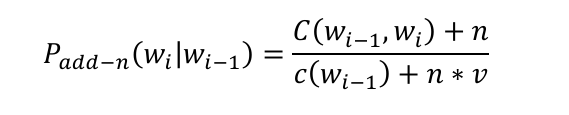 P_{add-n}(w_i|w_{i-1}) = \frac{C(w_{i-1}, w_i) + n}{c(w_{i-1}) + n * v}